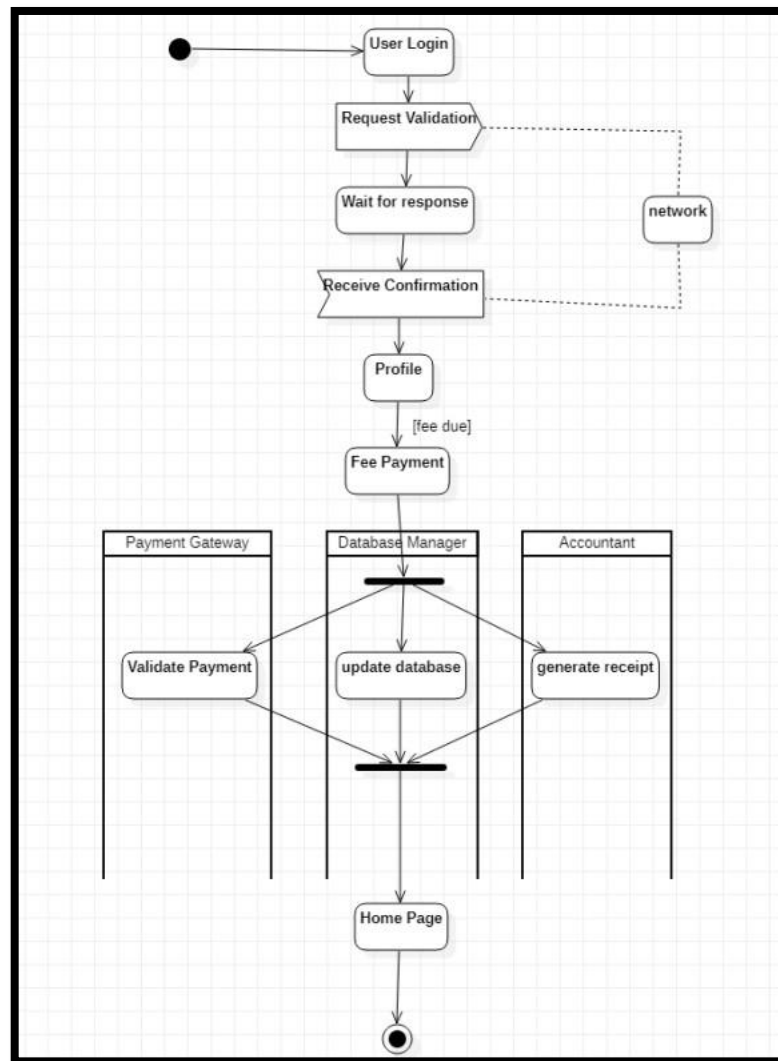 User Login
Request Validation
Wait for response
network
Receive Confirmation
Profile
[fee due]
Fee Payment
Payment Gateway
Database Manager
Accountant
Validate Payment
update database
generate receipt
Home Page